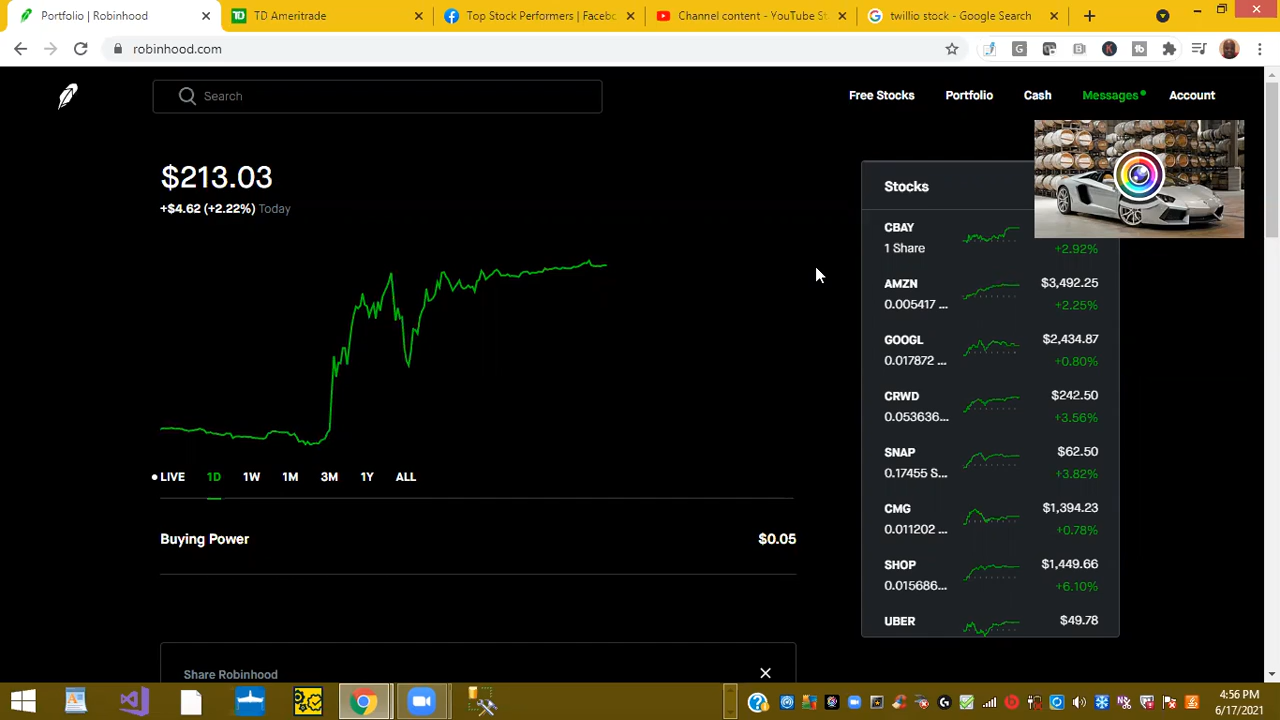 Portfolio | Robinhood
TD Ameritrade
Top Stock Performers | Faceb
Channel content - YouTube St
twillio stock - Google Search
robinhood.com
Search
Free Stocks
Portfolio
Cash
Messages
Account
$213.03
+$4.62 (+2.22%) Today
LIVE
1D
1W
1M
3M
1Y
ALL
Buying Power
$0.05
Share Robinhood
Stocks
CBAY
1 Share
+2.92%
AMZN
$3,492.25
0.005417 ...
+2.25%
GOOGL
$2,434.87
0.017872 ...
+0.80%
CRWD
$242.50
0.053636...
+3.56%
SNAP
$62.50
0.17455 S...
+3.82%
CMG
$1,394.23
0.011202 ...
+0.78%
SHOP
$1,449.66
0.015686...
+6.10%
UBER
$49.78
4:56 PM
6/17/2021